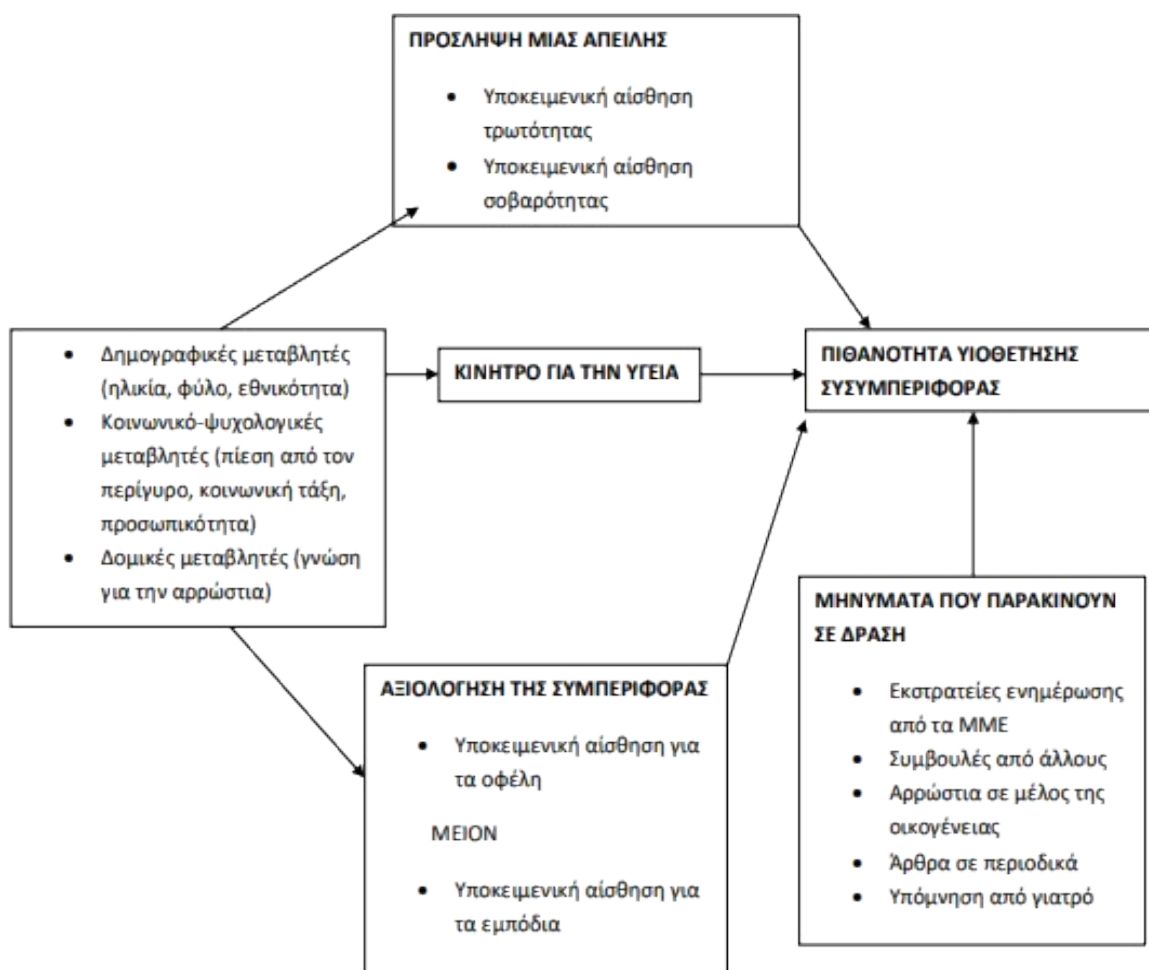 ΠΡΟΣΛΗΨΗ ΜΙΑΣ ΑΠΕΙΛΗΣ
• Υποκειμενική αίσθηση
τρωτότητας
• Υποκειμενική αίσθηση
σοβαρότητας
• Δημογραφικές μεταβλητές
(ηλικία, φύλο, εθνικότητα)
• Κοινωνικό-ψυχολογικές
μεταβλητές (πίεση από τον
περίγυρο, κοινωνική τάξη,
προσωπικότητα)
• Δομικές μεταβλητές (γνώση
για την αρρώστια)
ΚΙΝΗΤΡΟ ΓΙΑ ΤΗΝ ΥΓΕΙΑ
ΠΙΘΑΝΟΤΗΤΑ ΥΙΟΘΕΤΗΣΗΣ
ΣΥΣΥΜΠΕΡΙΦΟΡΑΣ
ΑΞΙΟΛΟΓΗΣΗ ΤΗΣ ΣΥΜΠΕΡΙΦΟΡΑΣ
• Υποκειμενική αίσθηση για
τα οφέλη
ΜΕΙΟΝ
• Υποκειμενική αίσθηση για
τα εμπόδια
ΜΗΝΥΜΑΤΑ ΠΟΥ ΠΑΡΑΚΙΝΟΥΝ
ΣΕ ΔΡΑΣΗ
• Εκστρατείες ενημέρωσης
από τα ΜΜΕ
• Συμβουλές από άλλους
• Αρρώστια σε μέλος της
οικογένειας
• Άρθρα σε περιοδικά
• Υπόμνηση από γιατρό